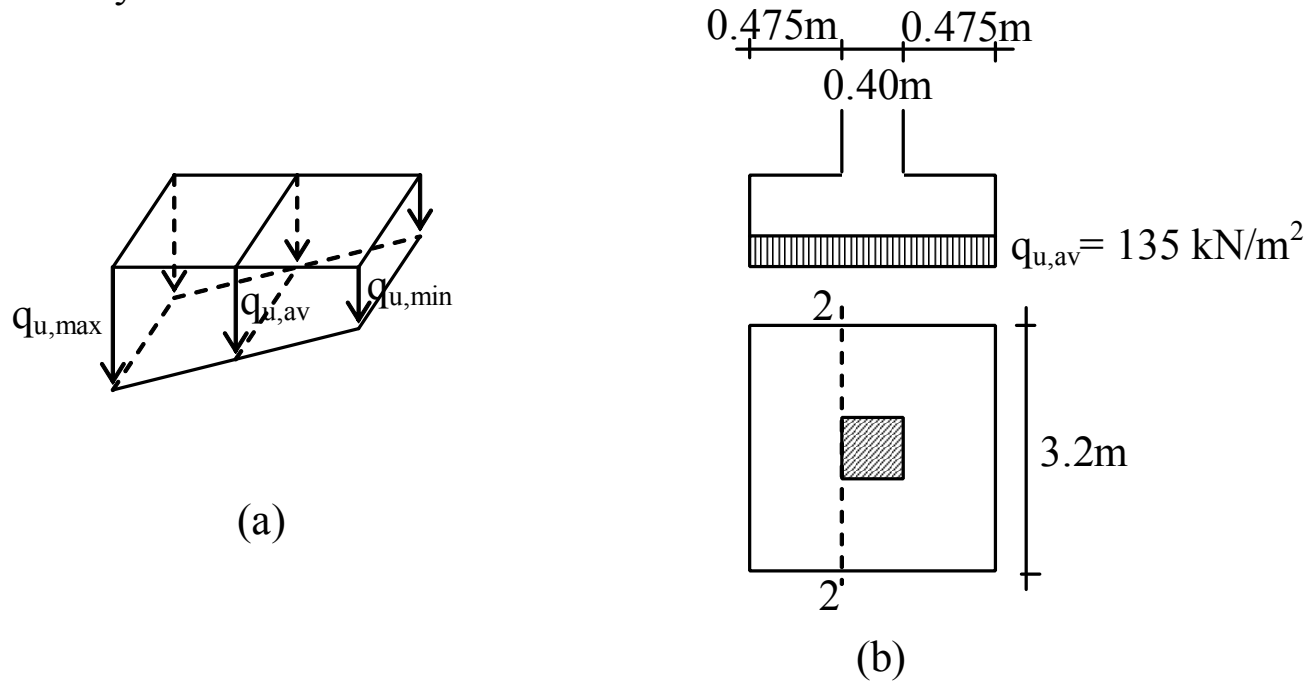 0.475m 0.475m
0.40m
q_u,max
q_u,av
q_u,min
q_u,av= 135 kN/m²
2
3.2m
2
(a)
(b)